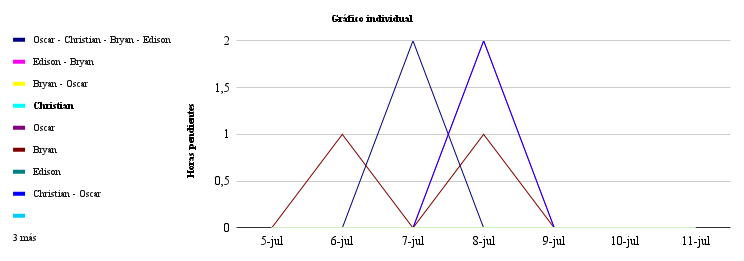 Gráfico individual
Oscar - Christian - Bryan - Edison
Edison - Bryan
Bryan - Oscar
Christian
Oscar
Bryan
Edison
Christian - Oscar
3 más
Horas pendientes
2
1,5
1
0,5
0
5-jul 6-jul 7-jul 8-jul 9-jul 10-jul 11-jul